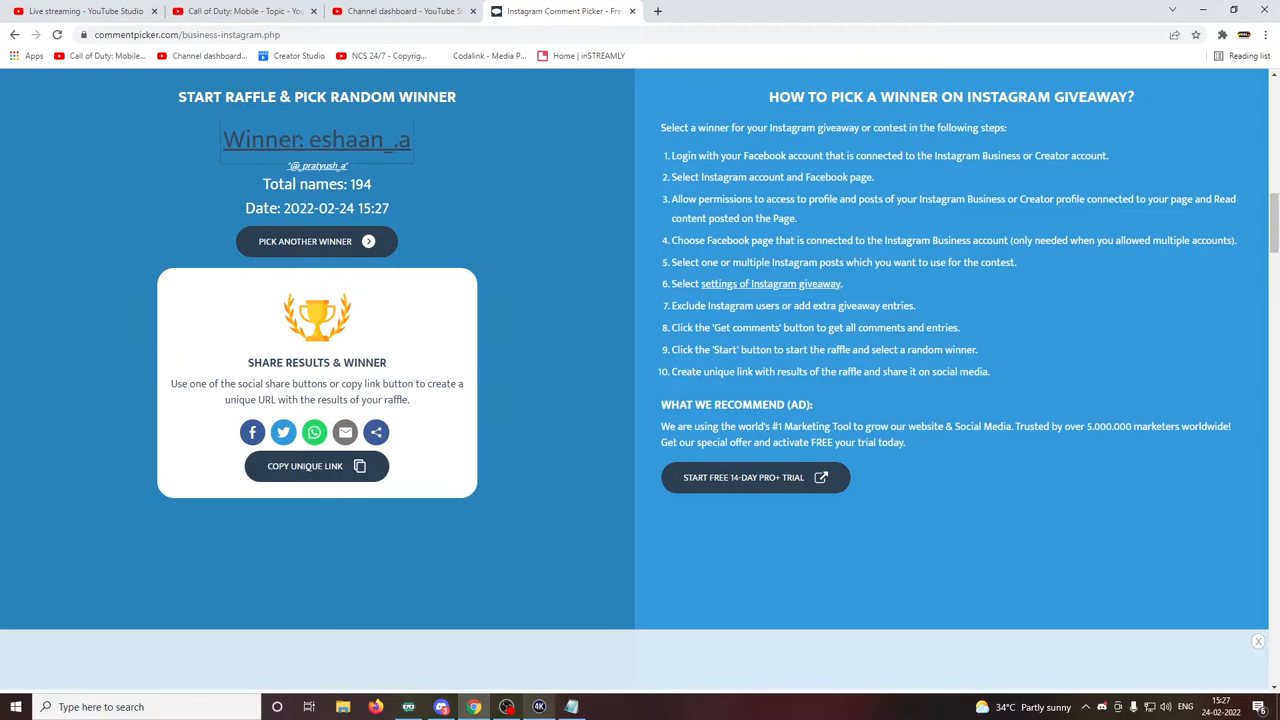 Live streaming - YouTube Studio
Call of Duty: Mobile - Topic - You
Channel dashboard - YouTube St
Instagram Comment Picker - Free
commentpicker.com/business-instagram.php
Apps
Call of Duty: Mobile...
Channel dashboard...
Creator Studio
NCS 24/7 - Copyrig...
Codalink - Media P...
Home | inSTREAMLY
Reading list
START RAFFLE & PICK RANDOM WINNER
Winner: eshaan_.a
"@_pratyush_a"
Total names: 194
Date: 2022-02-24 15:27
PICK ANOTHER WINNER
SHARE RESULTS & WINNER
Use one of the social share buttons or copy link button to create a
unique URL with the results of your raffle.
COPY UNIQUE LINK
HOW TO PICK A WINNER ON INSTAGRAM GIVEAWAY?
Select a winner for your Instagram giveaway or contest in the following steps:
1. Login with your Facebook account that is connected to the Instagram Business or Creator account.
2. Select Instagram account and Facebook page.
3. Allow permissions to access to profile and posts of your Instagram Business or Creator profile connected to your page and Read
content posted on the Page.
4. Choose Facebook page that is connected to the Instagram Business account (only needed when you allowed multiple accounts).
5. Select one or multiple Instagram posts which you want to use for the contest.
6. Select settings of Instagram giveaway.
7. Exclude Instagram users or add extra giveaway entries.
8. Click the 'Get comments' button to get all comments and entries.
9. Click the 'Start' button to start the raffle and select a random winner.
10. Create unique link with results of the raffle and share it on social media.
WHAT WE RECOMMEND (AD):
We are using the world's #1 Marketing Tool to grow our website & Social Media. Trusted by over 5.000.000 marketers worldwide!
Get our special offer and activate FREE your trial today.
START FREE 14-DAY PRO+ TRIAL
X
Type here to search
4K
34°C Partly sunny
ENG
15:27
24-02-2022
6